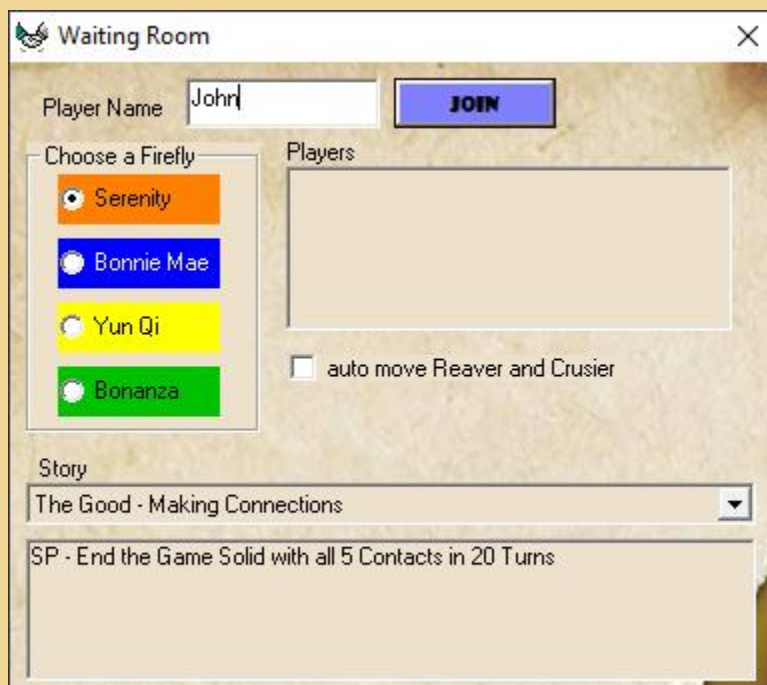 Waiting Room
Player Name
John
JOIN
Choose a Firefly
Serenity
Bonnie Mae
Yun Qi
Bonanza
Players
auto move Reaver and Crusier
Story
The Good - Making Connections
SP - End the Game Solid with all 5 Contacts in 20 Turns